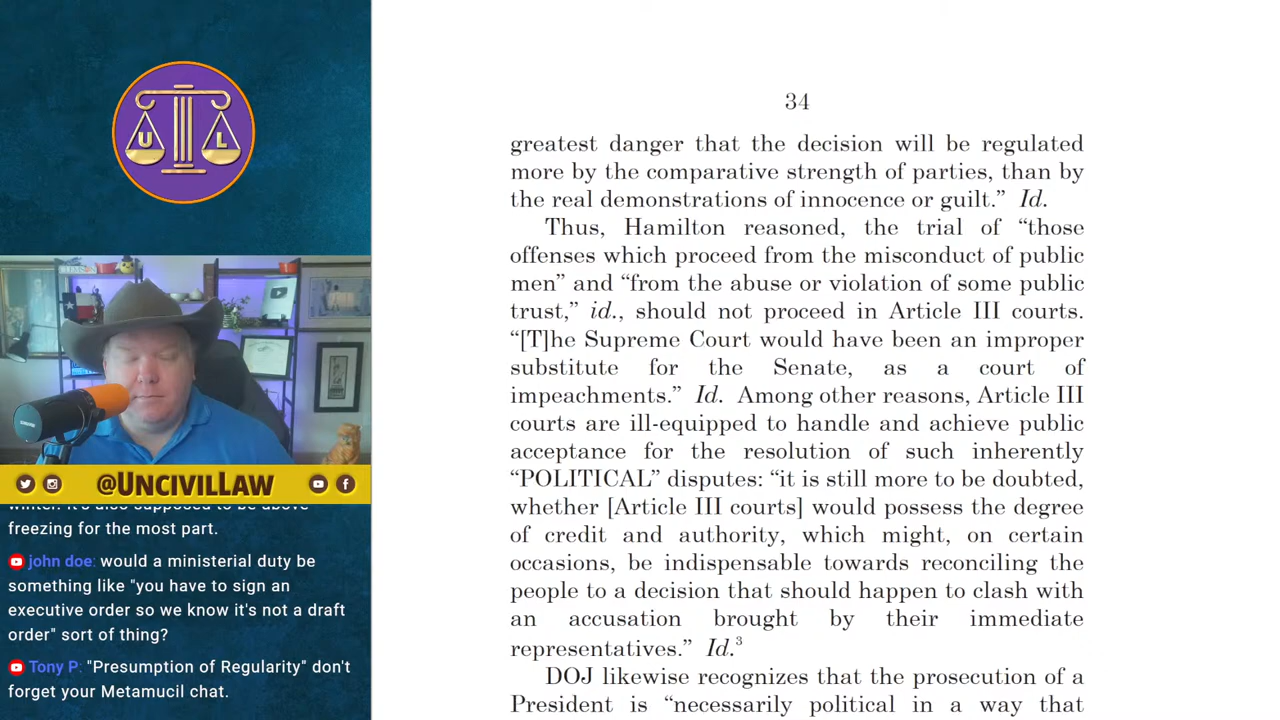 U L
@UNCIVILLAW
winter. It's also supposed to be above
freezing for the most part.
john doe: would a ministerial duty be
something like "you have to sign an
executive order so we know it's not a draft
order" sort of thing?
Tony P: "Presumption of Regularity" don't
forget your Metamucil chat.
34
greatest danger that the decision will be regulated
more by the comparative strength of parties, than by
the real demonstrations of innocence or guilt.” Id.
Thus, Hamilton reasoned, the trial of “those
offenses which proceed from the misconduct of public
men” and “from the abuse or violation of some public
trust,” id., should not proceed in Article III courts.
“[T]he Supreme Court would have been an improper
substitute for the Senate, as a court of
impeachments.” Id. Among other reasons, Article III
courts are ill-equipped to handle and achieve public
acceptance for the resolution of such inherently
“POLITICAL” disputes: “it is still more to be doubted,
whether [Article III courts] would possess the degree
of credit and authority, which might, on certain
occasions, be indispensable towards reconciling the
people to a decision that should happen to clash with
an accusation brought by their immediate
representatives.” Id.3
DOJ likewise recognizes that the prosecution of a
President is “necessarily political in a way that